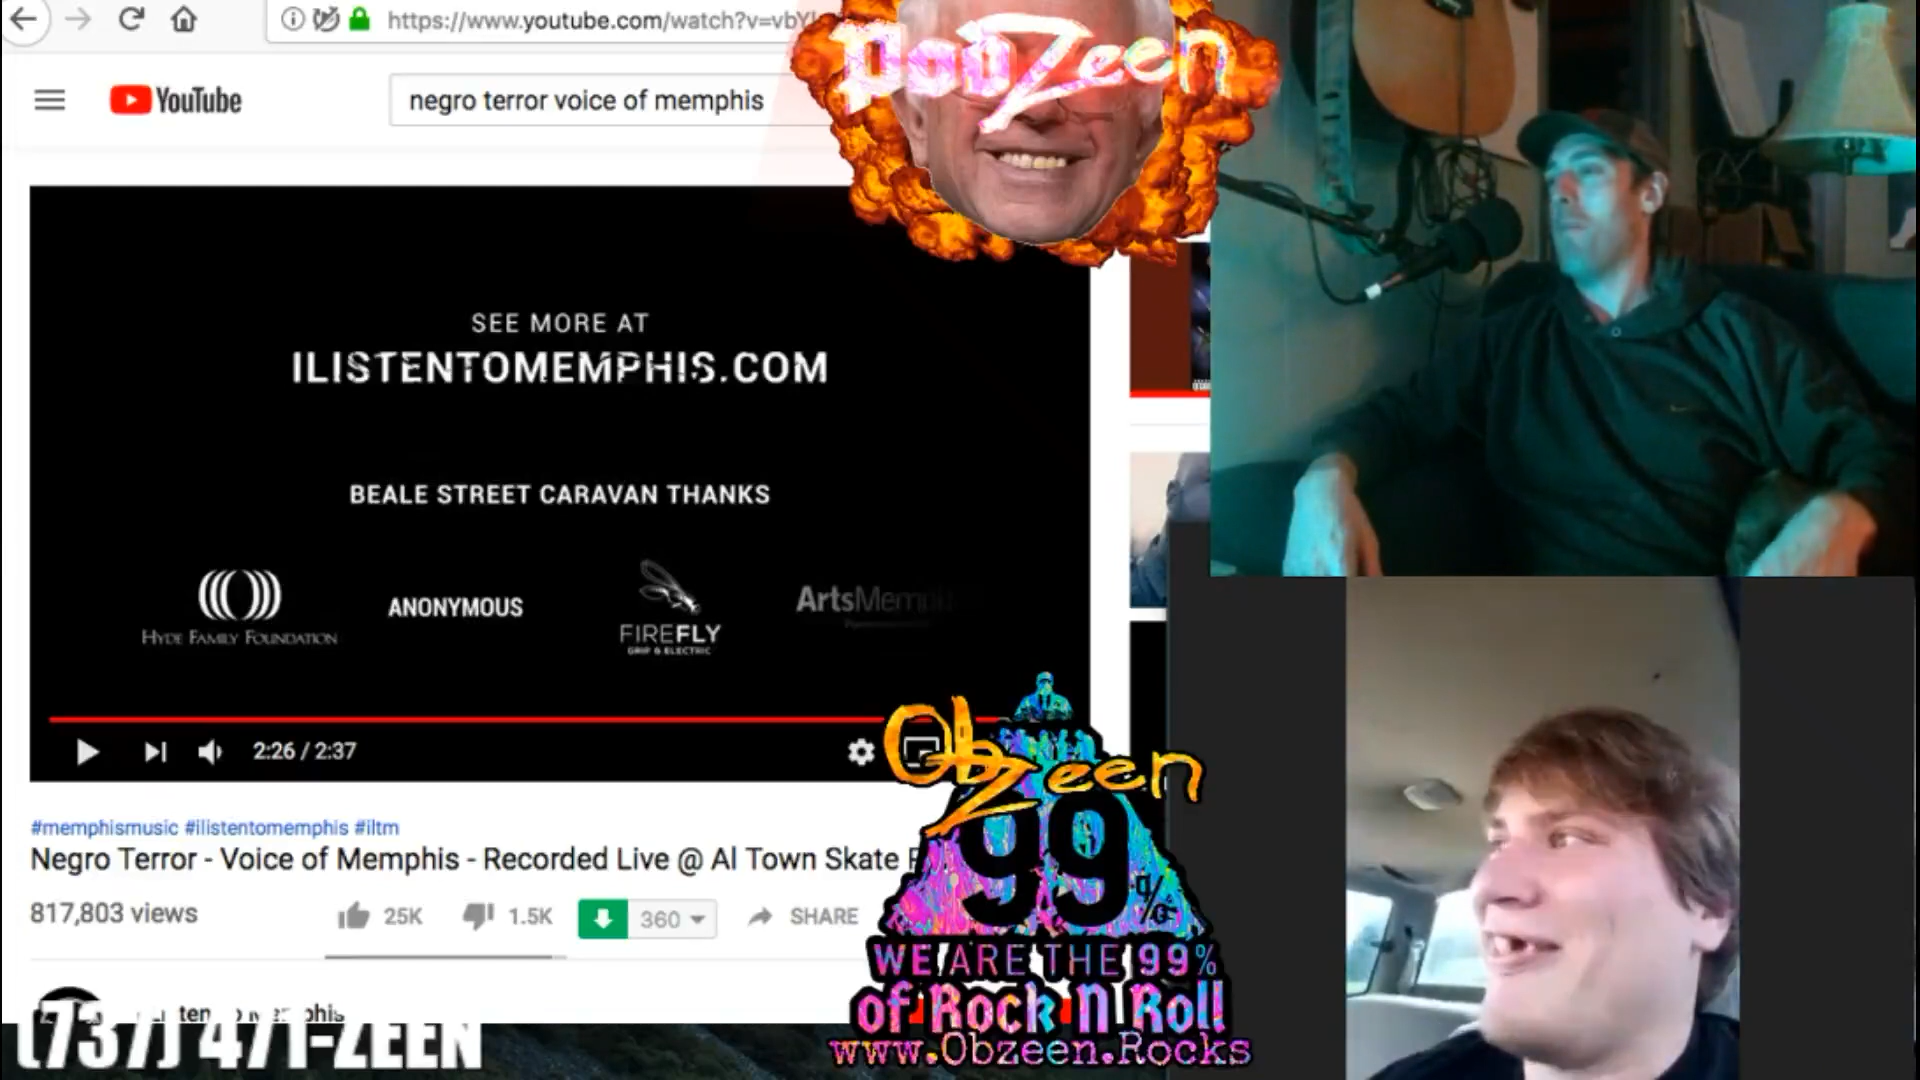 https://www.youtube.com/watch?v=vbY
PobZeen
YouTube
negro terror voice of memphis
SEE MORE AT
ILISTENTOMEMPHIS.COM
BEALE STREET CARAVAN THANKS
HYDE FAMILY FOUNDATION
ANONYMOUS
FIREFLY
GRIP & ELECTRIC
ArtsMemphis
2:26 / 2:37
ObZeen
#memphismusic #ilistentomemphis #iltm
Negro Terror - Voice of Memphis - Recorded Live @ Al Town Skate
99%
817,803 views
25K
1.5K
360
SHARE
WE ARE THE 99%
of Rock N Roll
www.Obzeen.Rocks
(737) 471-ZEEN